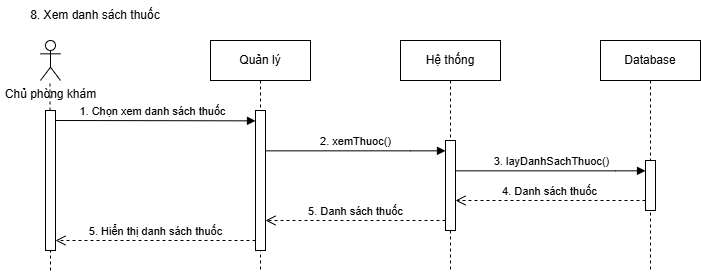 8. Xem danh sách thuốc
Quản lý
Hệ thống
Database
Chủ phòng khám
1. Chọn xem danh sách thuốc
2. xemThuoc()
3. layDanhSachThuoc()
4. Danh sách thuốc
5. Danh sách thuốc
5. Hiển thị danh sách thuốc